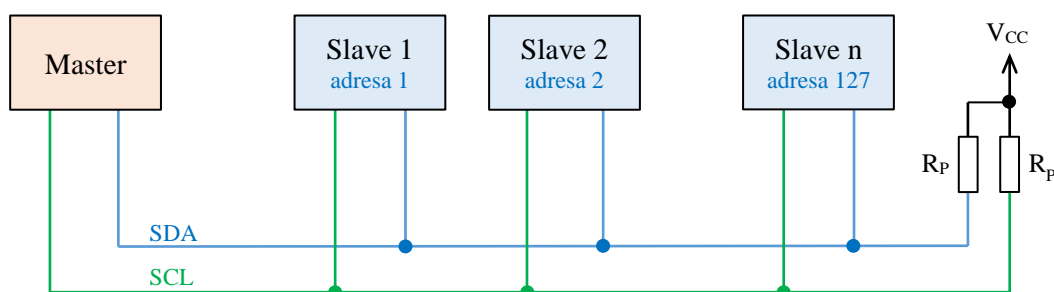 Master
Slave 1
adresa 1
Slave 2
adresa 2
Slave n
adresa 127
VCC
RP
Rp
SDA
SCL